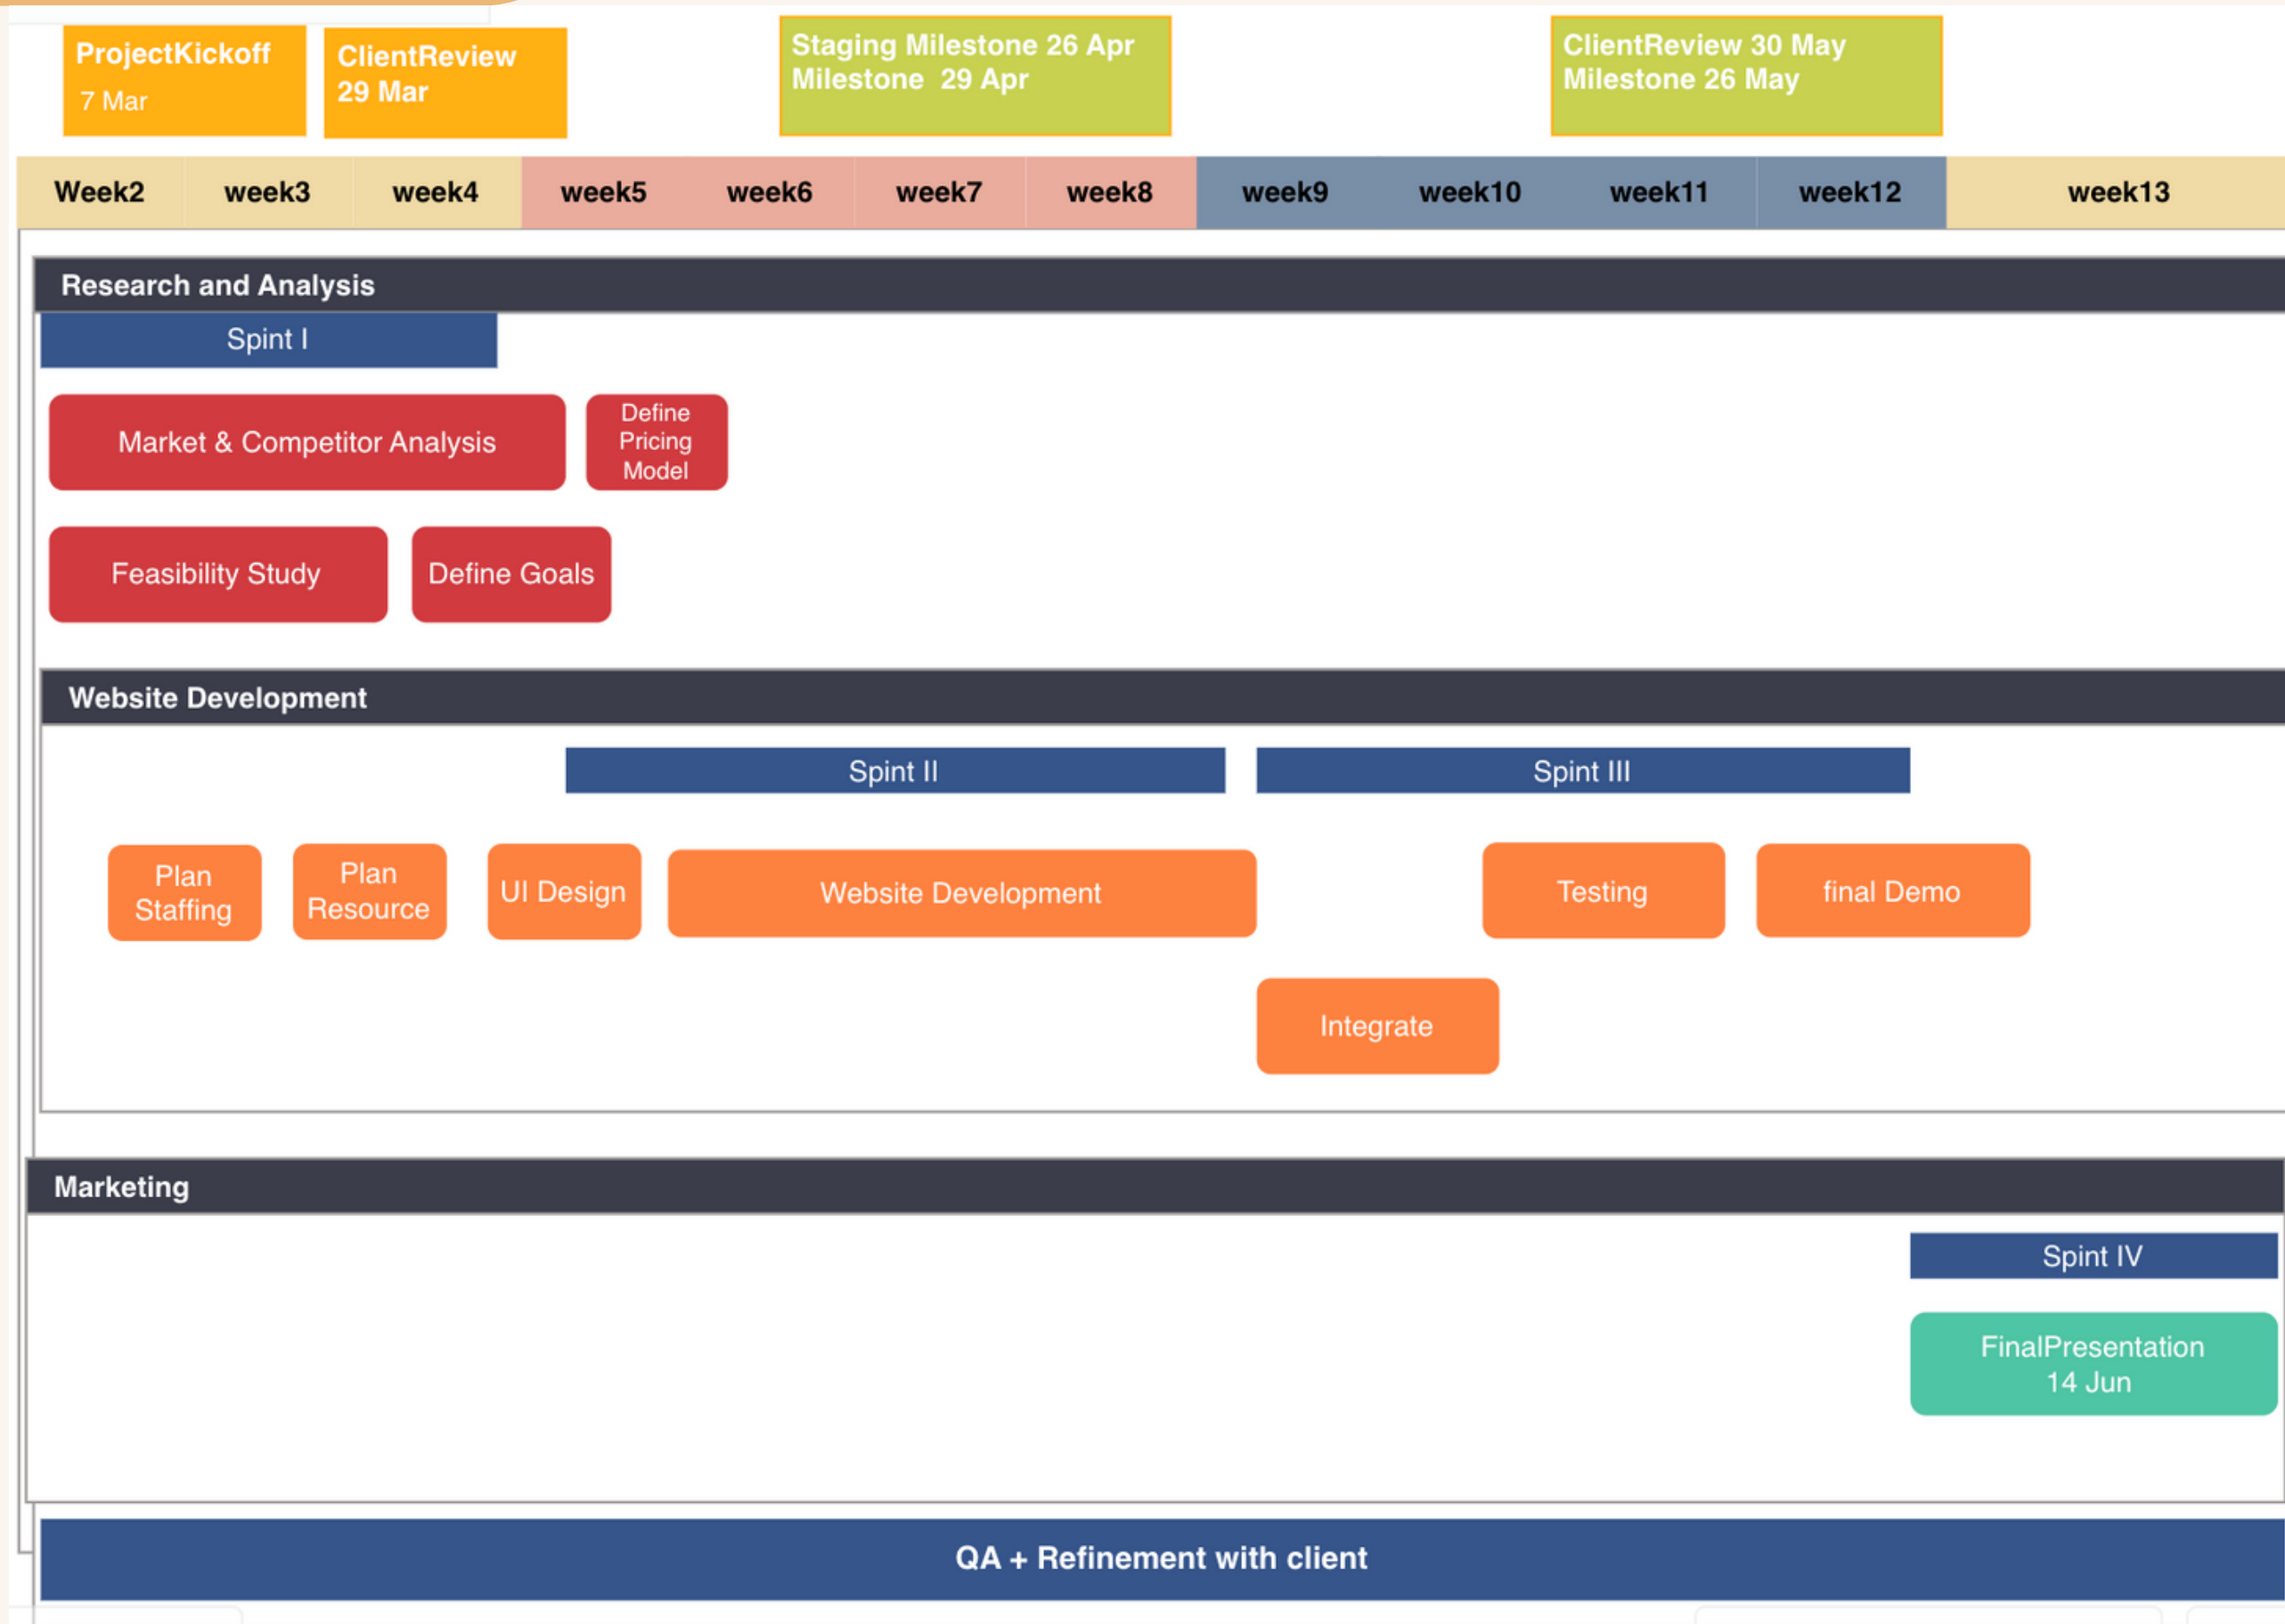 ProjectKickoff
7 Mar
ClientReview
29 Mar
Staging Milestone 26 Apr
Milestone  29 Apr
ClientReview 30 May
Milestone 26 May
Week2 week3 week4 week5 week6 week7 week8 week9 week10 week11 week12 week13
Research and Analysis
Spint I
Market & Competitor Analysis
Define
Pricing
Model
Feasibility Study
Define Goals
Website Development
Spint II
Spint III
Plan
Staffing
Plan
Resource
UI Design
Website Development
Testing
final Demo
Integrate
Marketing
Spint IV
FinalPresentation
14 Jun
QA + Refinement with client